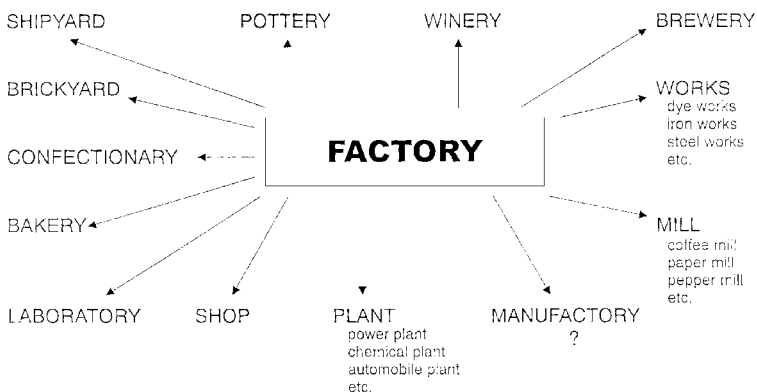 SHIPYARD
POTTERY
WINERY
BREWERY
BRICKYARD
WORKS
dye works
iron works
steel works
etc.
CONFECTIONARY
FACTORY
BAKERY
MILL
coffee mill
paper mill
pepper mill
etc.
LABORATORY
SHOP
PLANT
power plant
chemical plant
automobile plant
etc.
MANUFACTORY
?